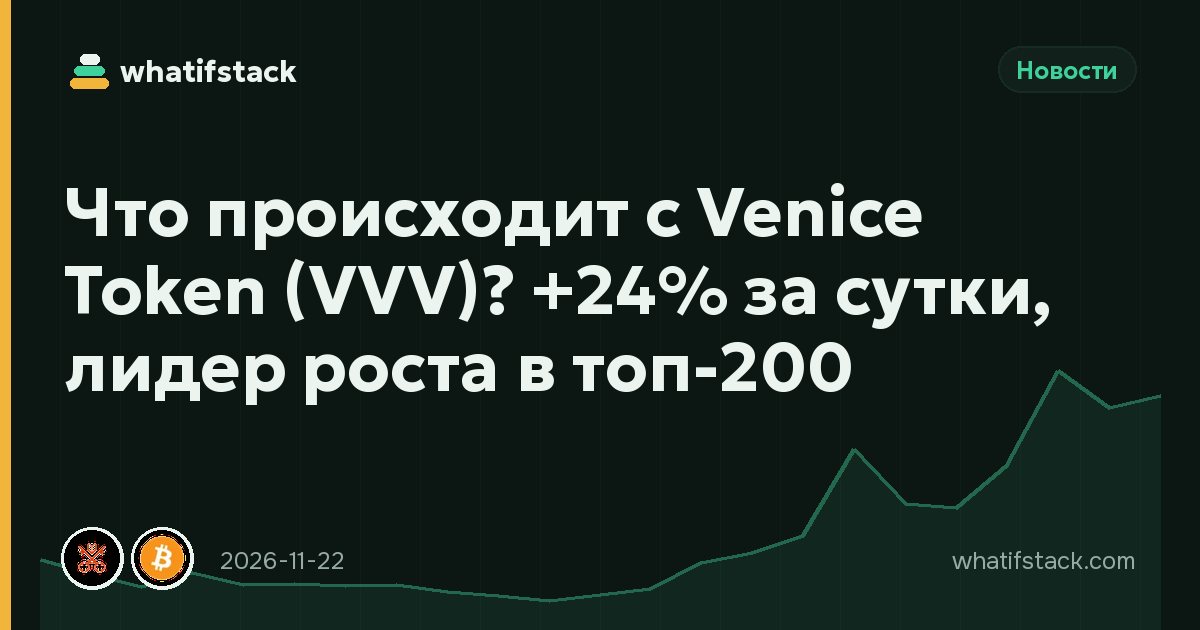 whatifstack
Новости
Что происходит с Venice
Token (VVV)? +24% за сутки,
лидер роста в топ-200
2026-11-22
whatifstack.com